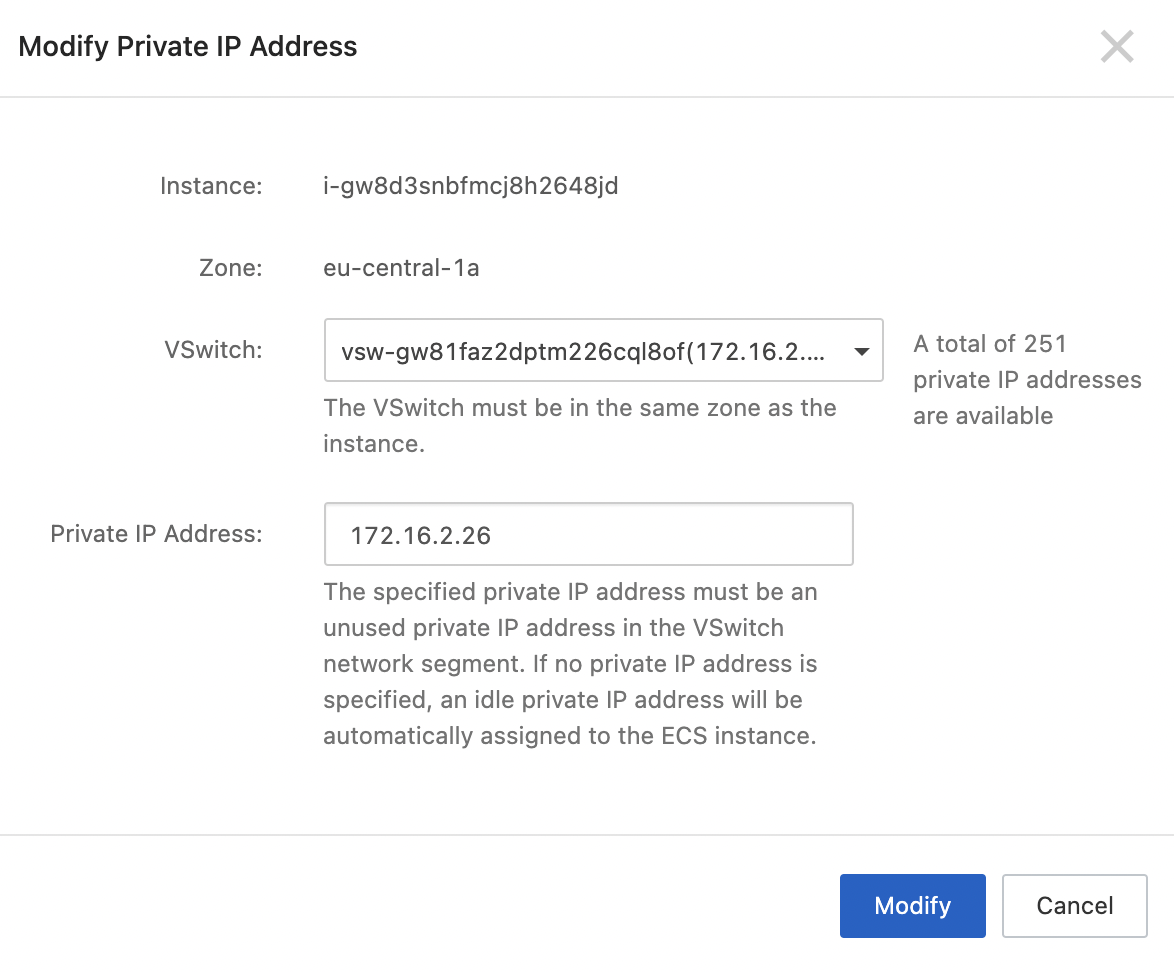 Modify Private IP Address
Instance: i-gw8d3snbfmcj8h2648jd
Zone: eu-central-1a
VSwitch: vsw-gw81faz2dptm226cql8of(172.16.2....
A total of 251
private IP addresses
are available
The VSwitch must be in the same zone as the
instance.
Private IP Address: 172.16.2.26
The specified private IP address must be an
unused private IP address in the VSwitch
network segment. If no private IP address is
specified, an idle private IP address will be
automatically assigned to the ECS instance.
Modify Cancel